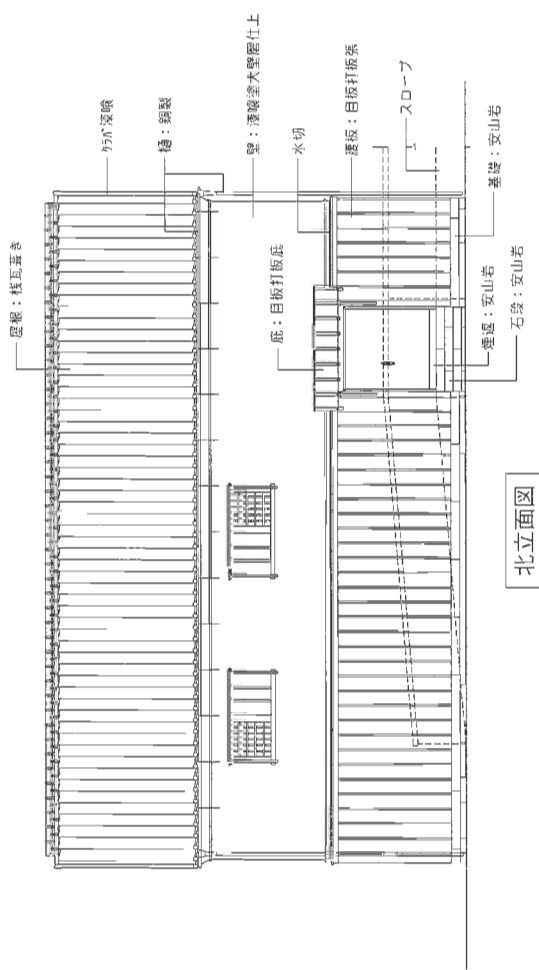 屋根：桟瓦葺き
ケラバ漆喰
樋：銅製
壁：漆喰塗大壁磨仕上
水切
庇：目板打板庇
腰板：目板打板張
スロープ
煙返：安山岩
石段：安山岩
基礎：安山岩
北立面図